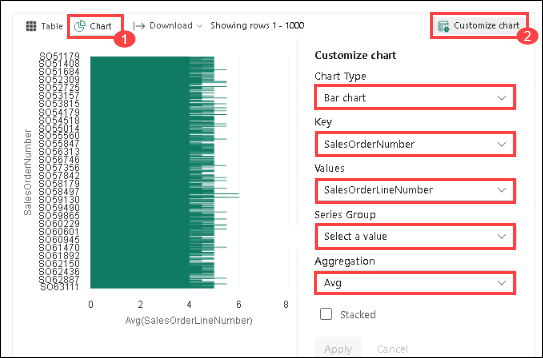 Table Chart Download Showing rows 1 - 1000 Customize chart
1
2
SO51179
SO51408
SO51684
SO52309
SO52725
SO53157
SO53815
SO54179
SO54518
SO55014
SO55560
SO55847
SO56313
SO56746
SO57356
SO57842
SO58179
SO58497
SO59130
SO59490
SO59865
SO60229
SO60601
SO60945
SO61470
SO61892
SO62150
SO62436
SO62887
SO63111
SalesOrderNumber
0 2 4 6 8
Avg(SalesOrderLineNumber)
Customize chart
Chart Type
Bar chart
Key
SalesOrderNumber
Values
SalesOrderLineNumber
Series Group
Select a value
Aggregation
Avg
Stacked
Apply Cancel